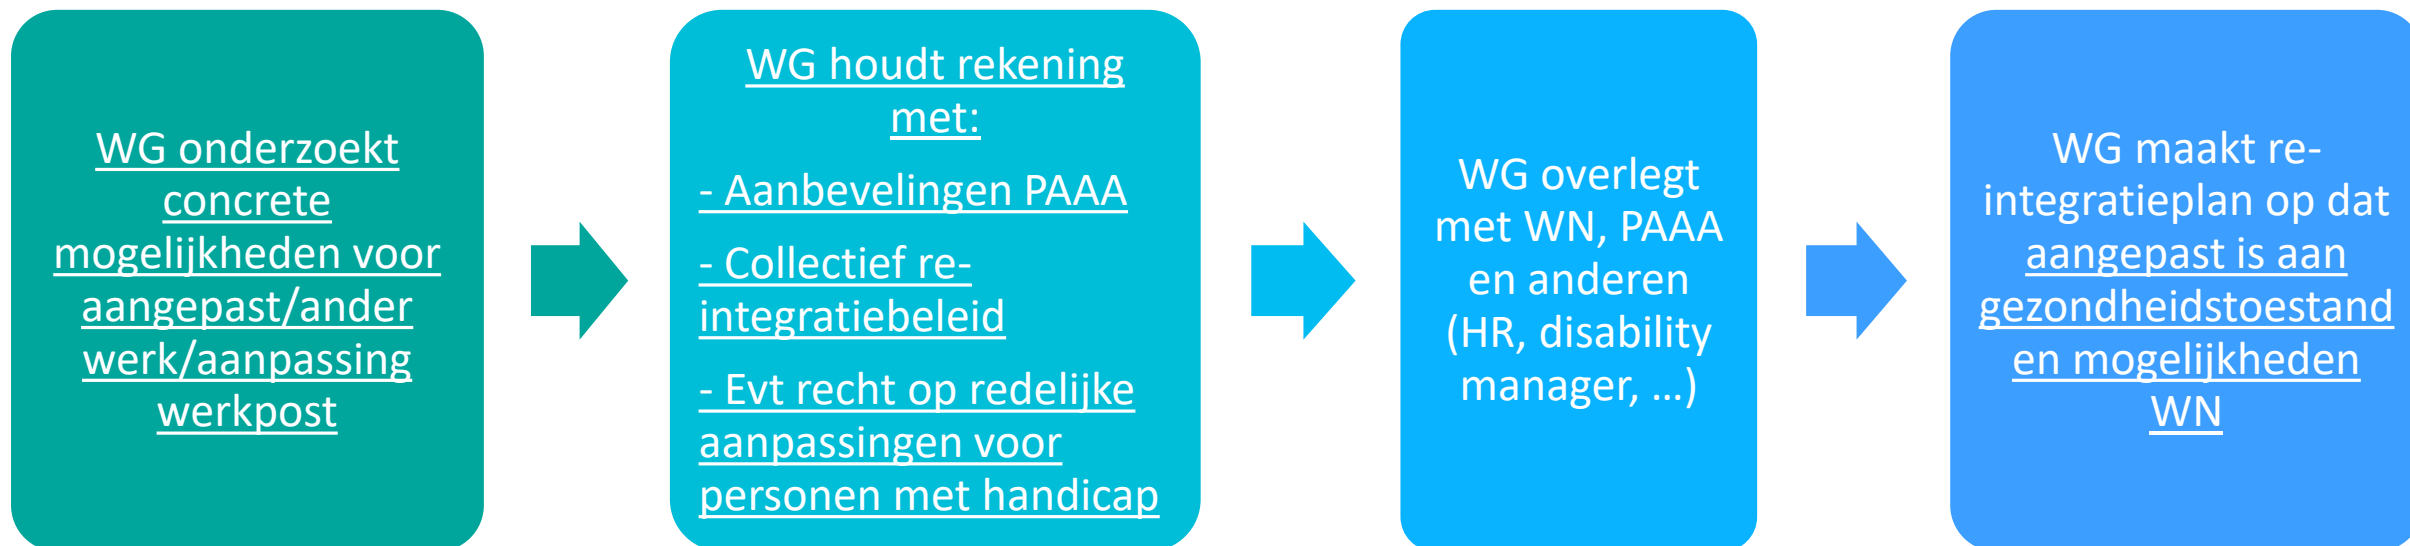 WG onderzoekt
concrete
mogelijkheden voor
aangepast/ander
werk/aanpassing
werkpost
WG houdt rekening
met:
- Aanbevelingen PAAA
- Collectief re-
integratiebeleid
- Evt recht op redelijke
aanpassingen voor
personen met handicap
WG overlegt
met WN, PAAA
en anderen
(HR, disability
manager, …)
WG maakt re-
integratieplan op dat
aangepast is aan
gezondheidstoestand
en mogelijkheden
WN